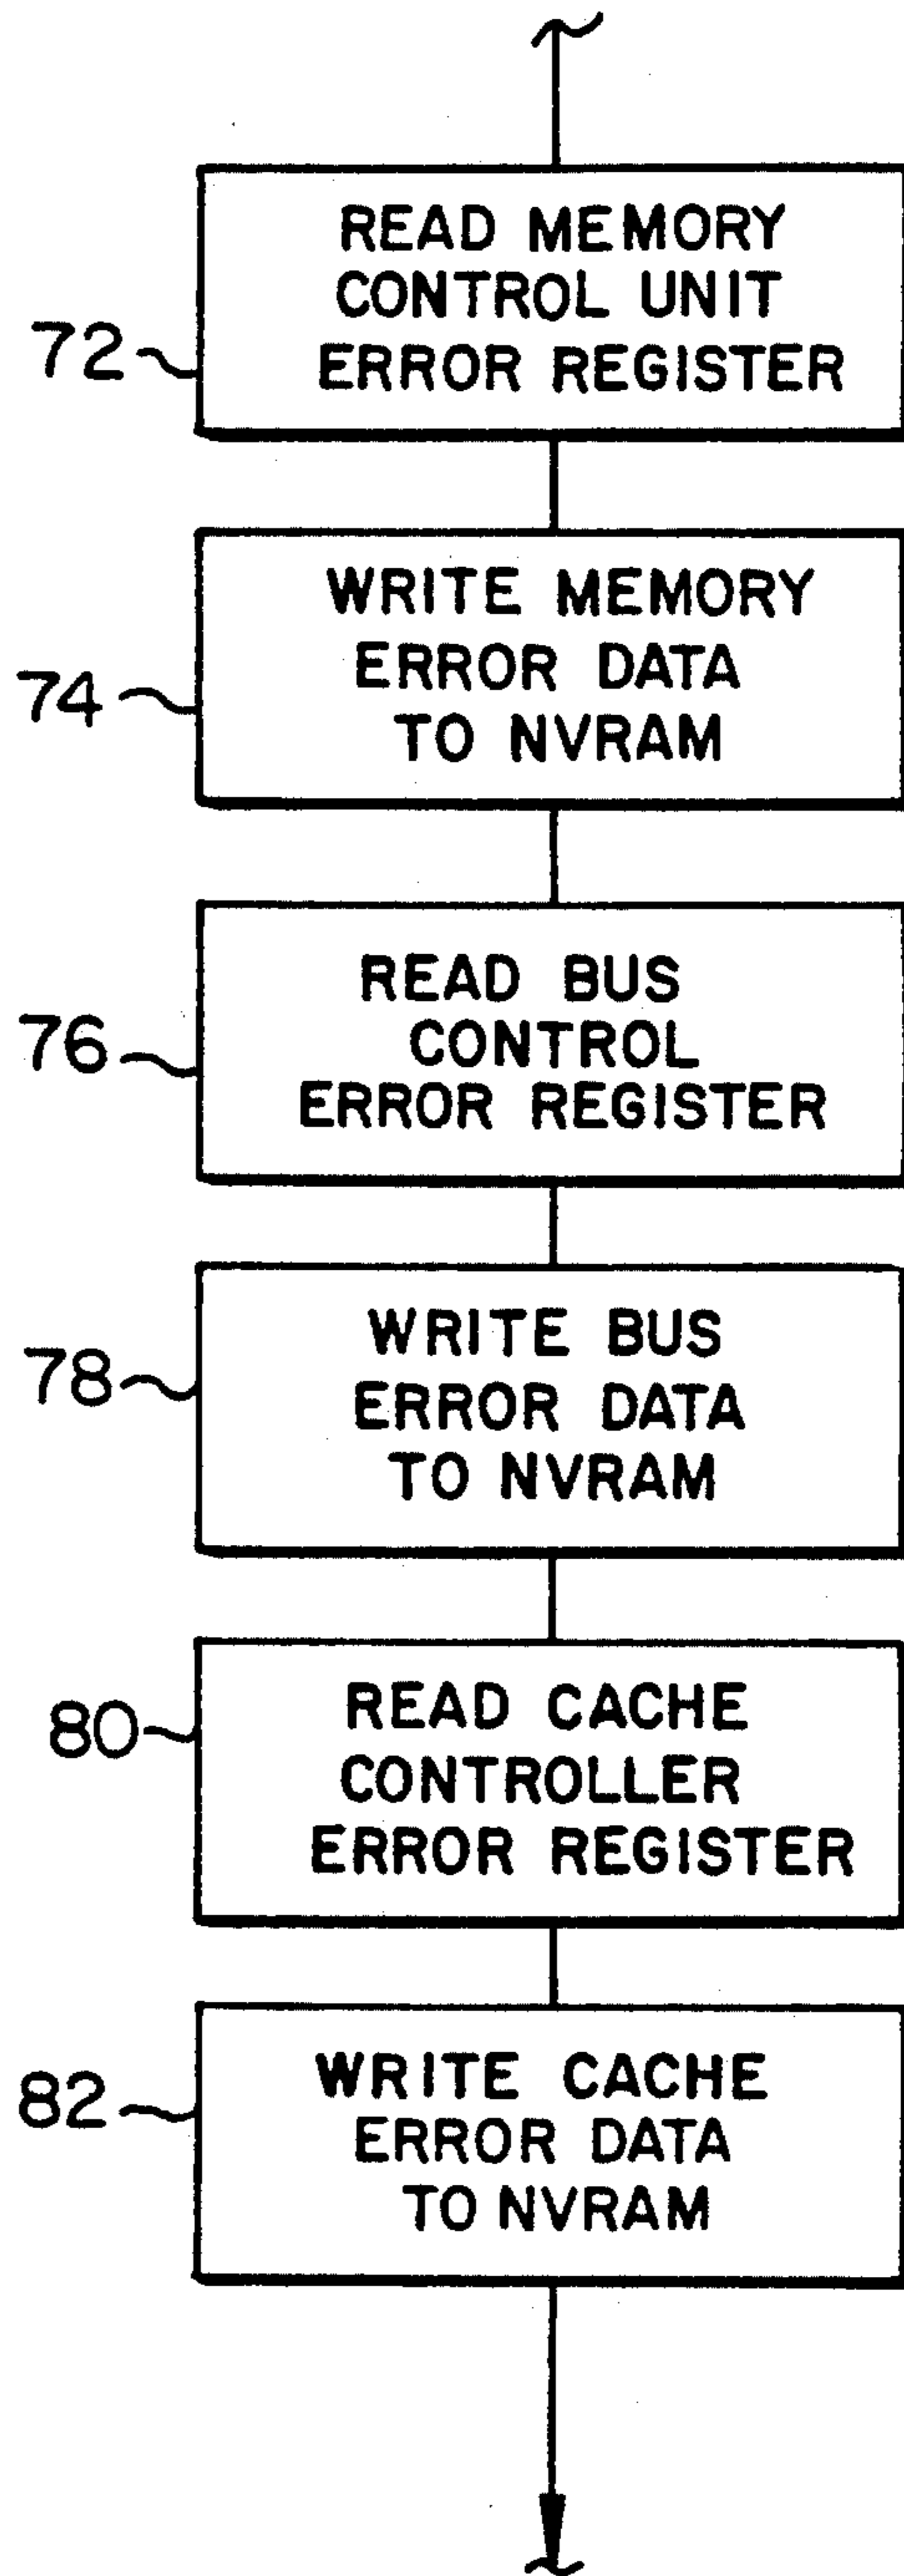 READ MEMORY
CONTROL UNIT
ERROR REGISTER
72
WRITE MEMORY
ERROR DATA
TO NVRAM
74
READ BUS
CONTROL
ERROR REGISTER
76
WRITE BUS
ERROR DATA
TO NVRAM
78
READ CACHE
CONTROLLER
ERROR REGISTER
80
WRITE CACHE
ERROR DATA
TO NVRAM
82